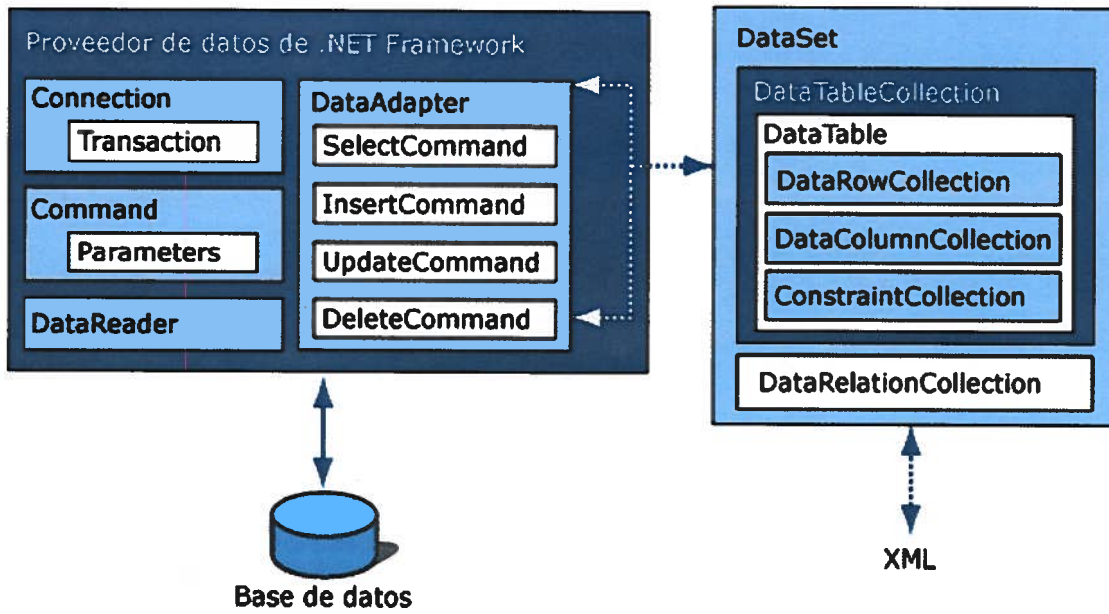 Proveedor de datos de .NET Framework
Connection
Transaction
Command
Parameters
DataReader
DataAdapter
SelectCommand
InsertCommand
UpdateCommand
DeleteCommand
DataSet
DataTableCollection
DataTable
DataRowCollection
DataColumnCollection
ConstraintCollection
DataRelationCollection
Base de datos
XML